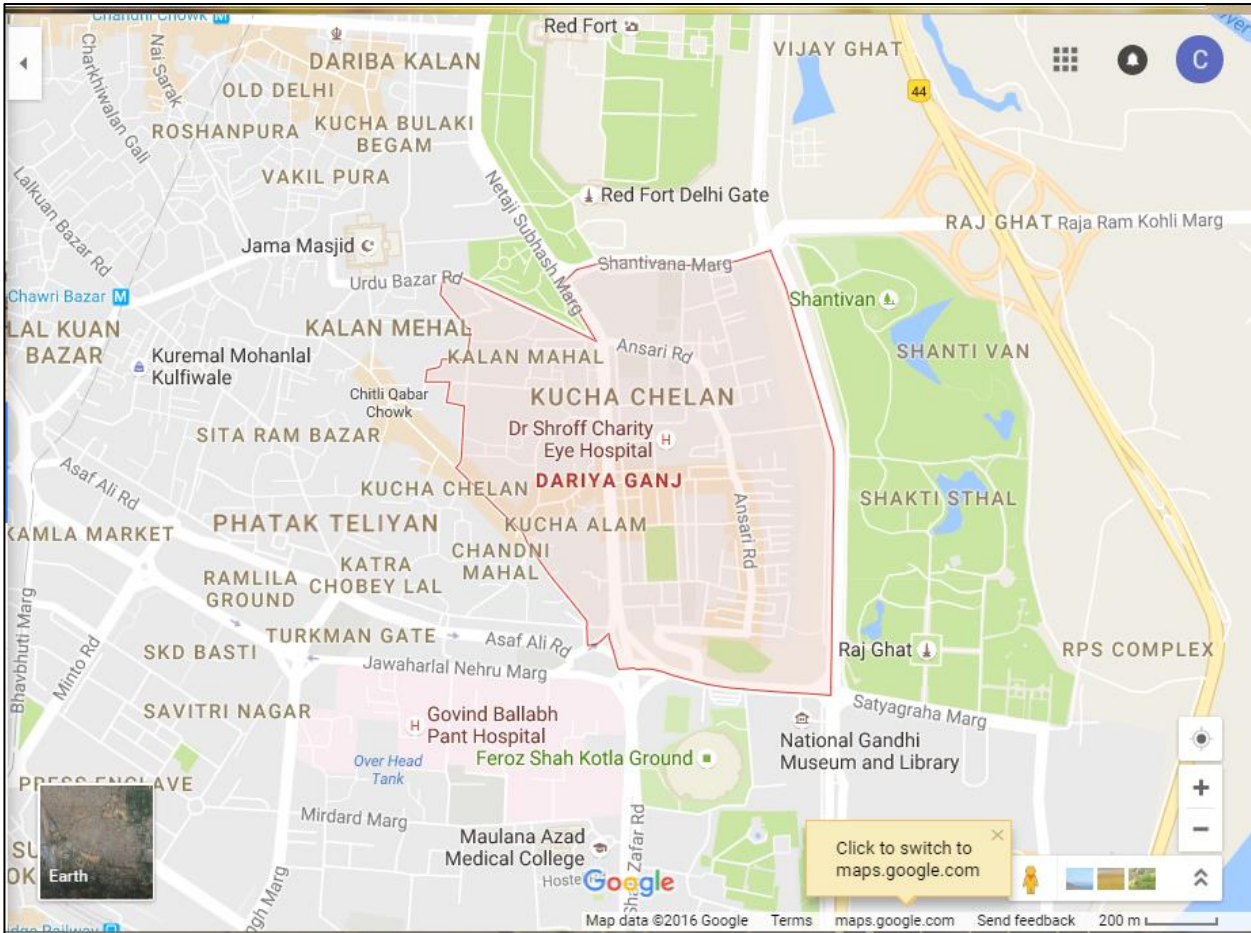 Chandni Chowk
Red Fort
VIJAY GHAT
C
Nai Sarak
Charkhiwalan Gali
DARIBA KALAN
OLD DELHI
44
ROSHANPURA
KUCHA BULAKI
BEGAM
VAKIL PURA
Lalkuan Bazar Rd
Netaji Subhash Marg
Red Fort Delhi Gate
RAJ GHAT
Raja Ram Kohli Marg
Jama Masjid
Urdu Bazar Rd
Shantivana Marg
Chawri Bazar
Shantivan
LAL KUAN
BAZAR
KALAN MEHAL
KALAN MAHAL
Ansari Rd
SHANTI VAN
Kuremal Mohanlal
Kulfiwale
Chitli Qabar
Chowk
KUCHA CHELAN
SITA RAM BAZAR
Dr Shroff Charity
Eye Hospital
DARIYA GANJ
Asaf Ali Rd
KUCHA CHELAN
SHAKTI STHAL
PHATAK TELIYAN
KUCHA ALAM
Ansari Rd
KAMLA MARKET
CHANDNI
MAHAL
KATRA
CHOBEY LAL
RAMLILA
GROUND
TURKMAN GATE
Asaf Ali Rd
Bhavbhuti Marg
Minto Rd
SKD BASTI
Jawaharlal Nehru Marg
Raj Ghat
RPS COMPLEX
SAVITRI NAGAR
Govind Ballabh
Pant Hospital
Satyagraha Marg
National Gandhi
Museum and Library
Feroz Shah Kotla Ground
Over Head
Tank
PRESS ENCLAVE
Mirdard Marg
Zafar Rd
Maulana Azad
Medical College
Click to switch to
maps.google.com
Earth
Google
Map data ©2016 Google Terms maps.google.com Send feedback 200 m